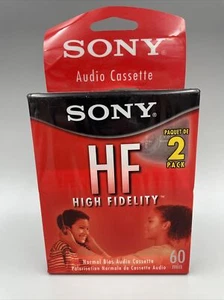 SONY
Audio Cassette
SONY
PAQUET DE
2
PACK
HF
HIGH FIDELITY™
Normal Bias Audio Cassette
Polarisation Normale de Cassette Audio
60